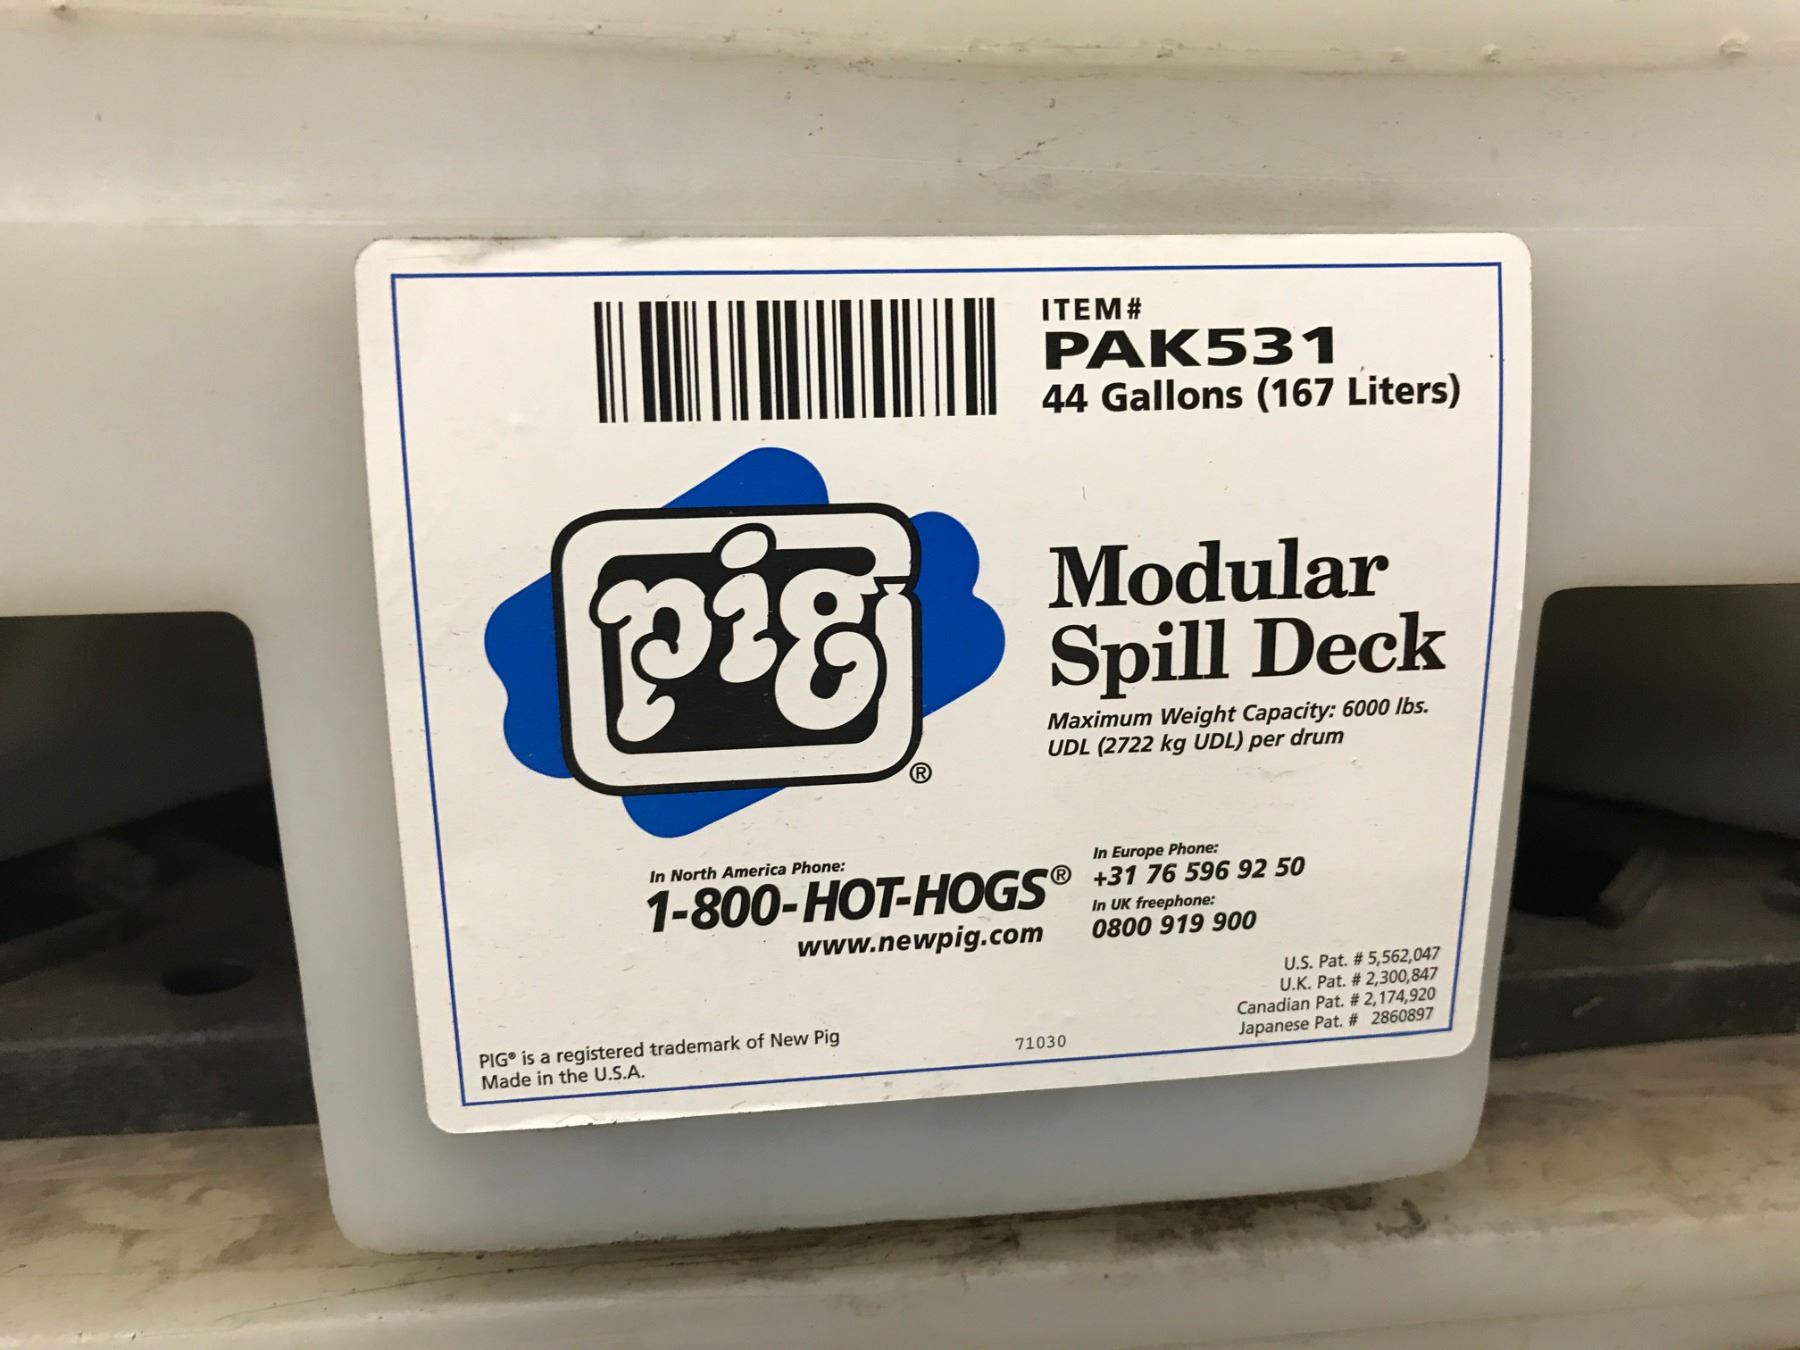 ITEM#
PAK531
44 Gallons (167 Liters)
pig
®
Modular
Spill Deck
Maximum Weight Capacity: 6000 lbs.
UDL (2722 kg UDL) per drum
In North America Phone:
1-800-HOT-HOGS®
www.newpig.com
In Europe Phone:
+31 76 596 92 50
In UK freephone:
0800 919 900
U.S. Pat. # 5,562,047
U.K. Pat. # 2,300,847
Canadian Pat. # 2,174,920
Japanese Pat. # 2860897
PIG® is a registered trademark of New Pig
Made in the U.S.A.
71030